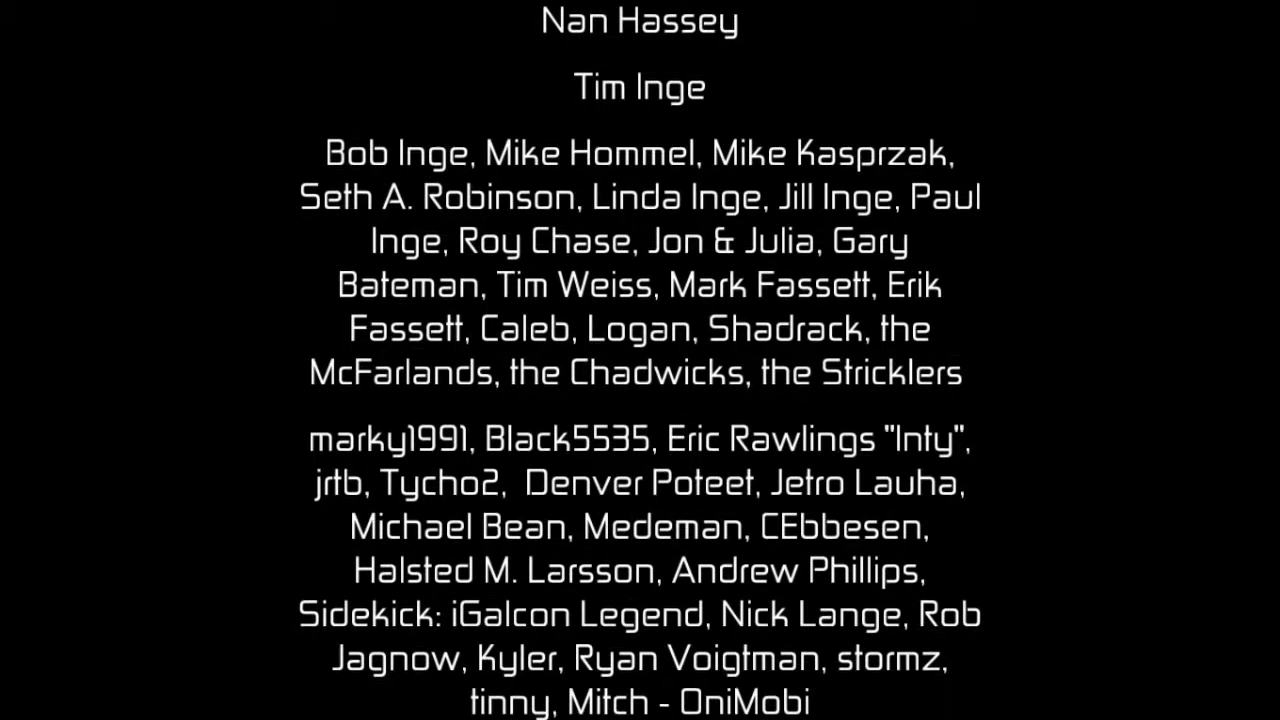 Nan Hassey
Tim Inge
Bob Inge, Mike Hommel, Mike Kasprzak,
Seth A. Robinson, Linda Inge, Jill Inge, Paul
Inge, Roy Chase, Jon & Julia, Gary
Bateman, Tim Weiss, Mark Fassett, Erik
Fassett, Caleb, Logan, Shadrack, the
McFarlands, the Chadwicks, the Stricklers
marky1991, Black5535, Eric Rawlings "Inty",
jrtb, Tycho2,  Denver Poteet, Jetro Lauha,
Michael Bean, Medeman, CEbbesen,
Halsted M. Larsson, Andrew Phillips,
Sidekick: iGalcon Legend, Nick Lange, Rob
Jagnow, Kyler, Ryan Voigtman, stormz,
tinny, Mitch - OniMobi